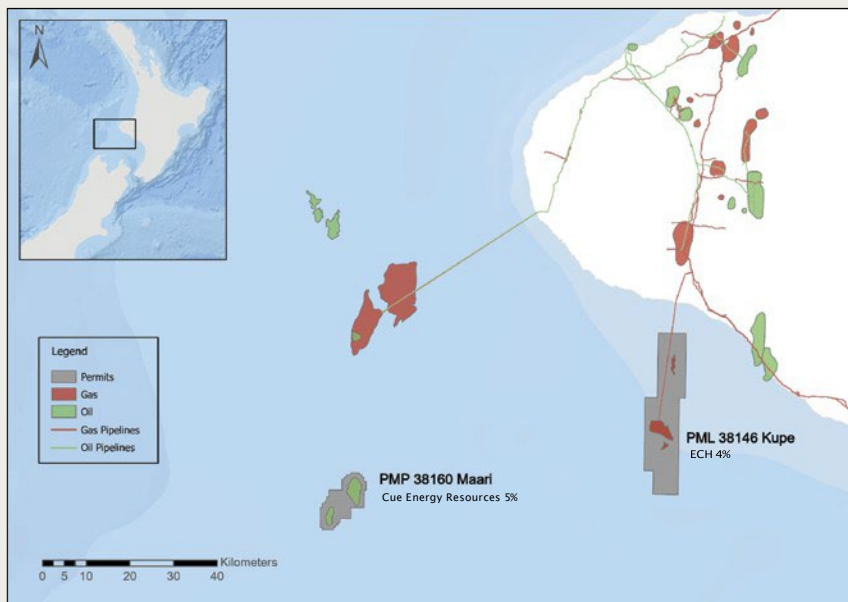 N
Legend
Permits
Gas
Oil
Gas Pipelines
Oil Pipelines
PML 38146 Kupe
ECH 4%
PMP 38160 Maari
Cue Energy Resources 5%
Kilometers
0 5 10 20 30 40